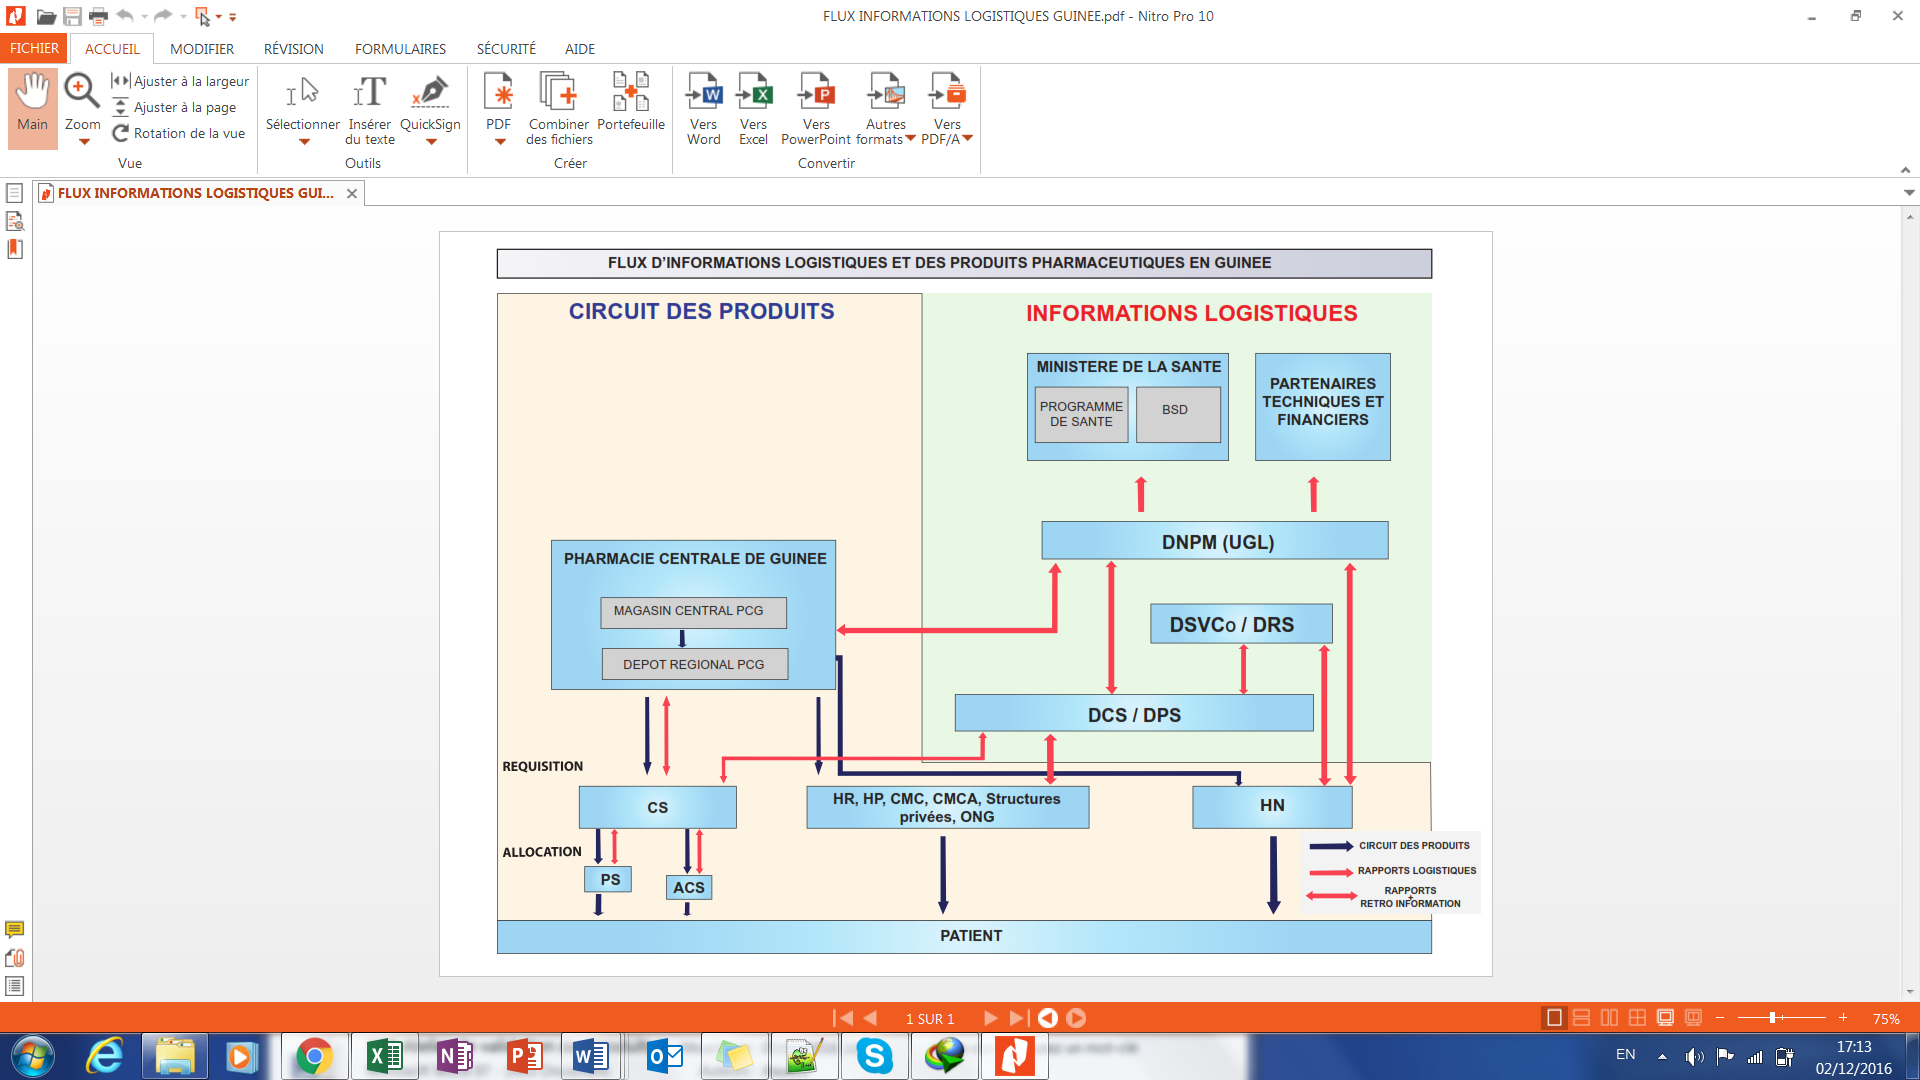 FLUX INFORMATIONS LOGISTIQUES GUINEE.pdf - Nitro Pro 10
FICHIER
ACCUEIL
MODIFIER
RÉVISION
FORMULAIRES
SÉCURITÉ
AIDE
Main
Zoom
Ajuster à la largeur
Ajuster à la page
Rotation de la vue
Vue
Sélectionner
Insérer
du texte
QuickSign
Outils
PDF
Combiner
des fichiers
Portefeuille
Créer
Vers
Word
Vers
Excel
Vers
PowerPoint
Autres
formats
Vers
PDF/A
Convertir
FLUX INFORMATIONS LOGISTIQUES GUI...
FLUX D'INFORMATIONS LOGISTIQUES ET DES PRODUITS PHARMACEUTIQUES EN GUINEE
CIRCUIT DES PRODUITS
INFORMATIONS LOGISTIQUES
MINISTERE DE LA SANTE
PROGRAMME
DE SANTE
BSD
PARTENAIRES
TECHNIQUES ET
FINANCIERS
DNPM (UGL)
PHARMACIE CENTRALE DE GUINEE
MAGASIN CENTRAL PCG
DEPOT REGIONAL PCG
DSVCo / DRS
DCS / DPS
REQUISITION
CS
HR, HP, CMC, CMCA, Structures
privées, ONG
HN
ALLOCATION
PS
ACS
CIRCUIT DES PRODUITS
RAPPORTS LOGISTIQUES
RAPPORTS
+
RETRO INFORMATION
PATIENT
1 SUR 1
75%
EN
17:13
02/12/2016